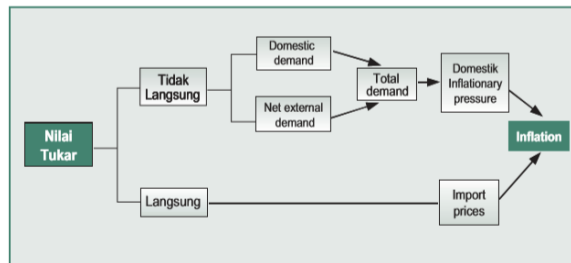 Nilai
Tukar
Tidak
Langsung
Domestic
demand
Net external
demand
Total
demand
Domestik
Inflationary
pressure
Inflation
Langsung
Import
prices